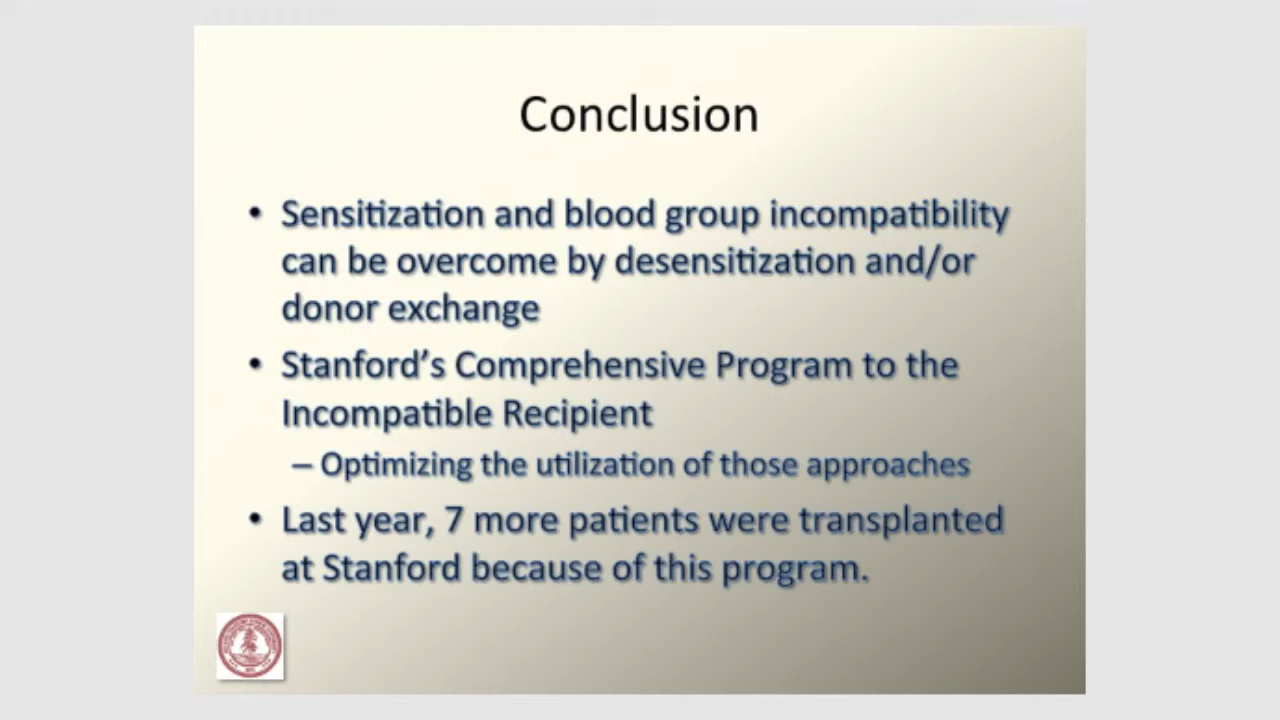 Conclusion
• Sensitization and blood group incompatibility
can be overcome by desensitization and/or
donor exchange
• Stanford’s Comprehensive Program to the
Incompatible Recipient
– Optimizing the utilization of those approaches
• Last year, 7 more patients were transplanted
at Stanford because of this program.